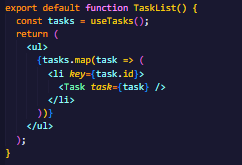 export default function TaskList() {
  const tasks = useTasks();
  return (
    <ul>
      {tasks.map(task => (
        <li key={task.id}>
          <Task task={task} />
        </li>
      ))}
    </ul>
  );
}